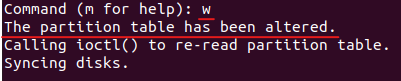 Command (m for help): w
The partition table has been altered.
Calling ioctl() to re-read partition table.
Syncing disks.